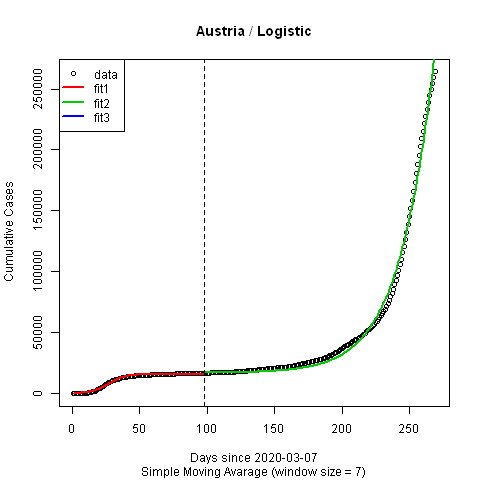 Austria / Logistic
data
fit1
fit2
fit3
Cumulative Cases
0
50000
100000
150000
200000
250000
0 50 100 150 200 250
Days since 2020-03-07
Simple Moving Avarage (window size = 7)